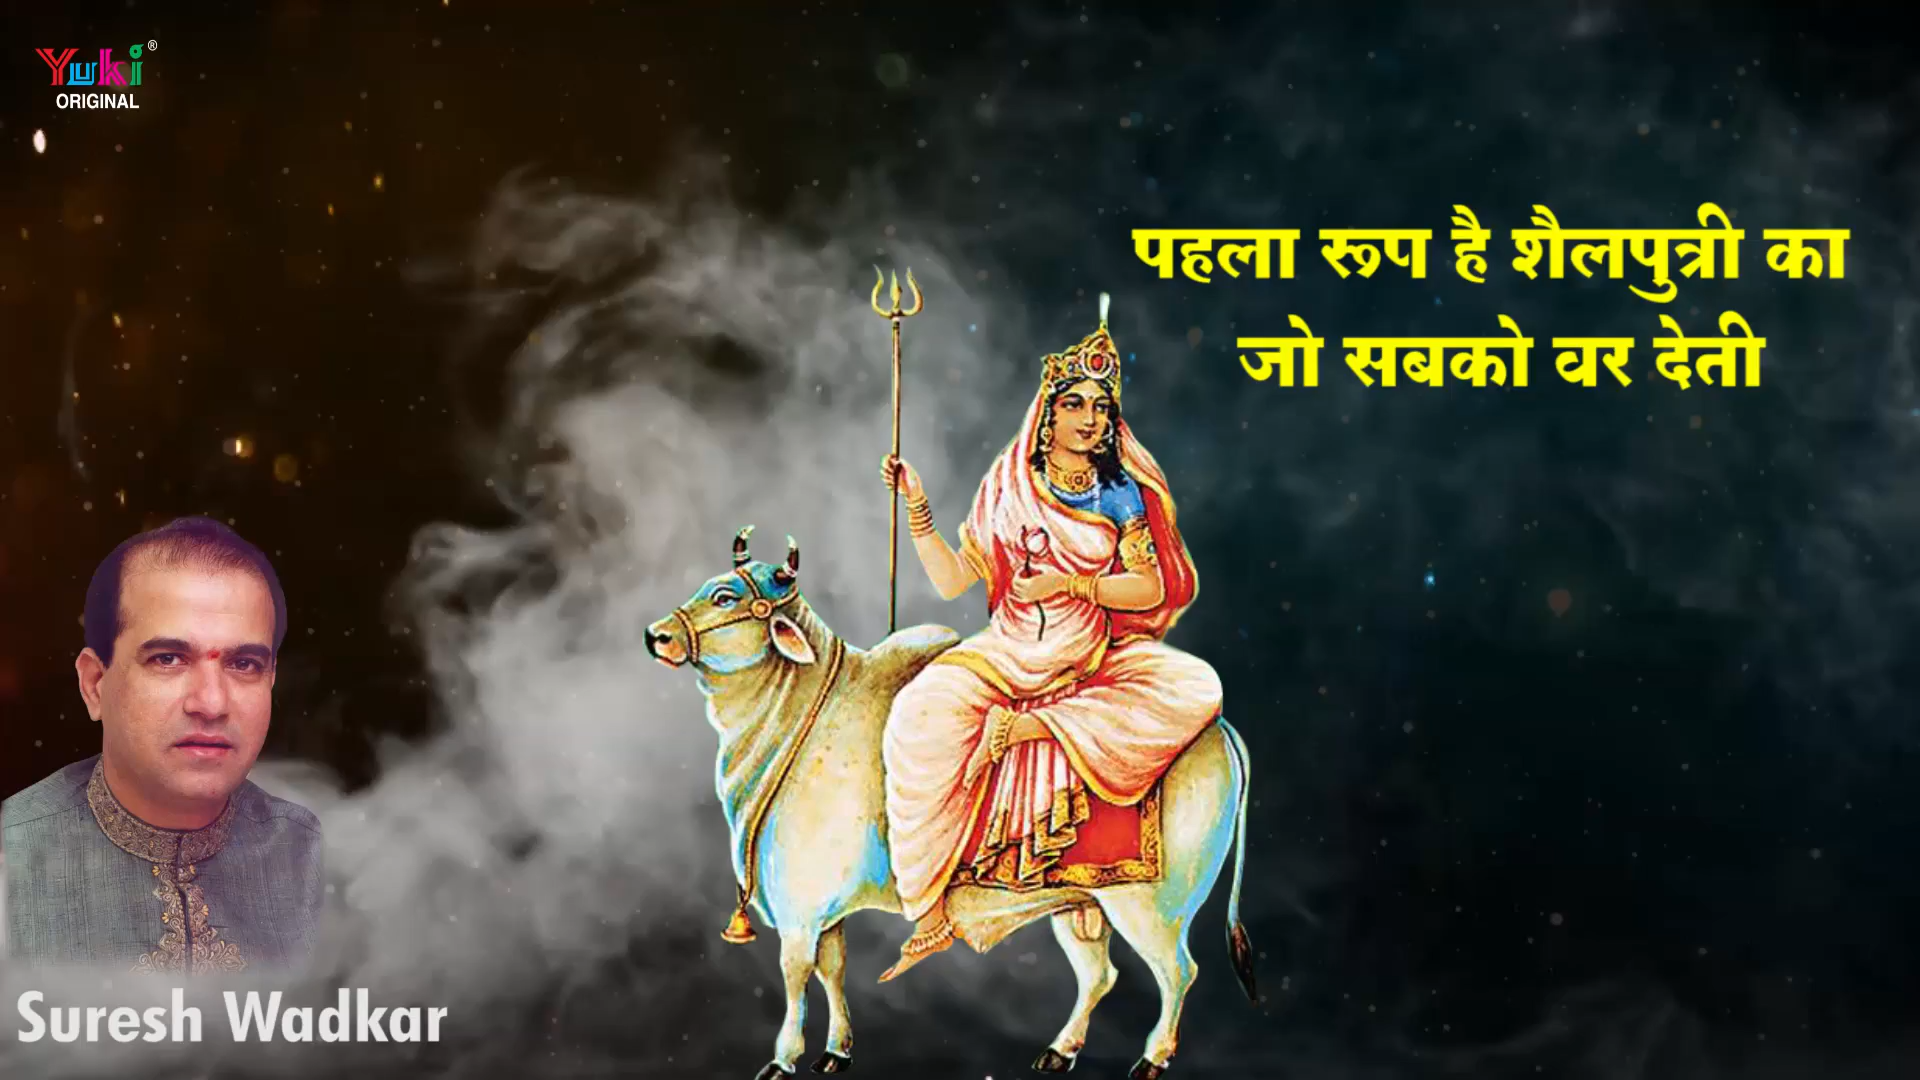 Yuki®
ORIGINAL
पहला रूप है शैलपुत्री का
जो सबको वर देती
Suresh Wadkar